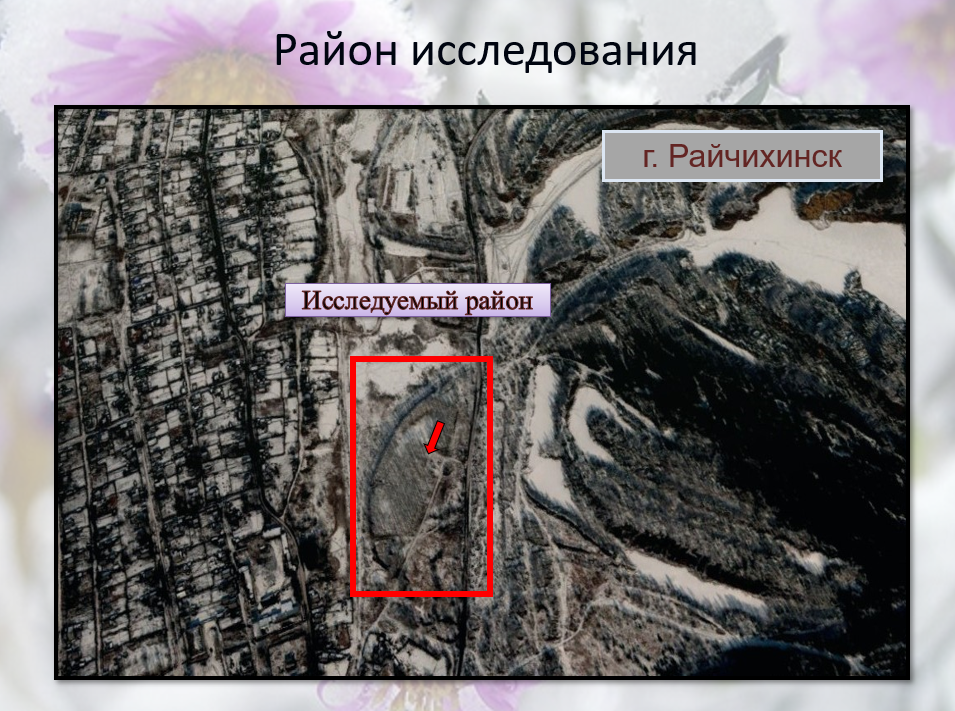 Район исследования
г. Райчихинск
Исследуемый район